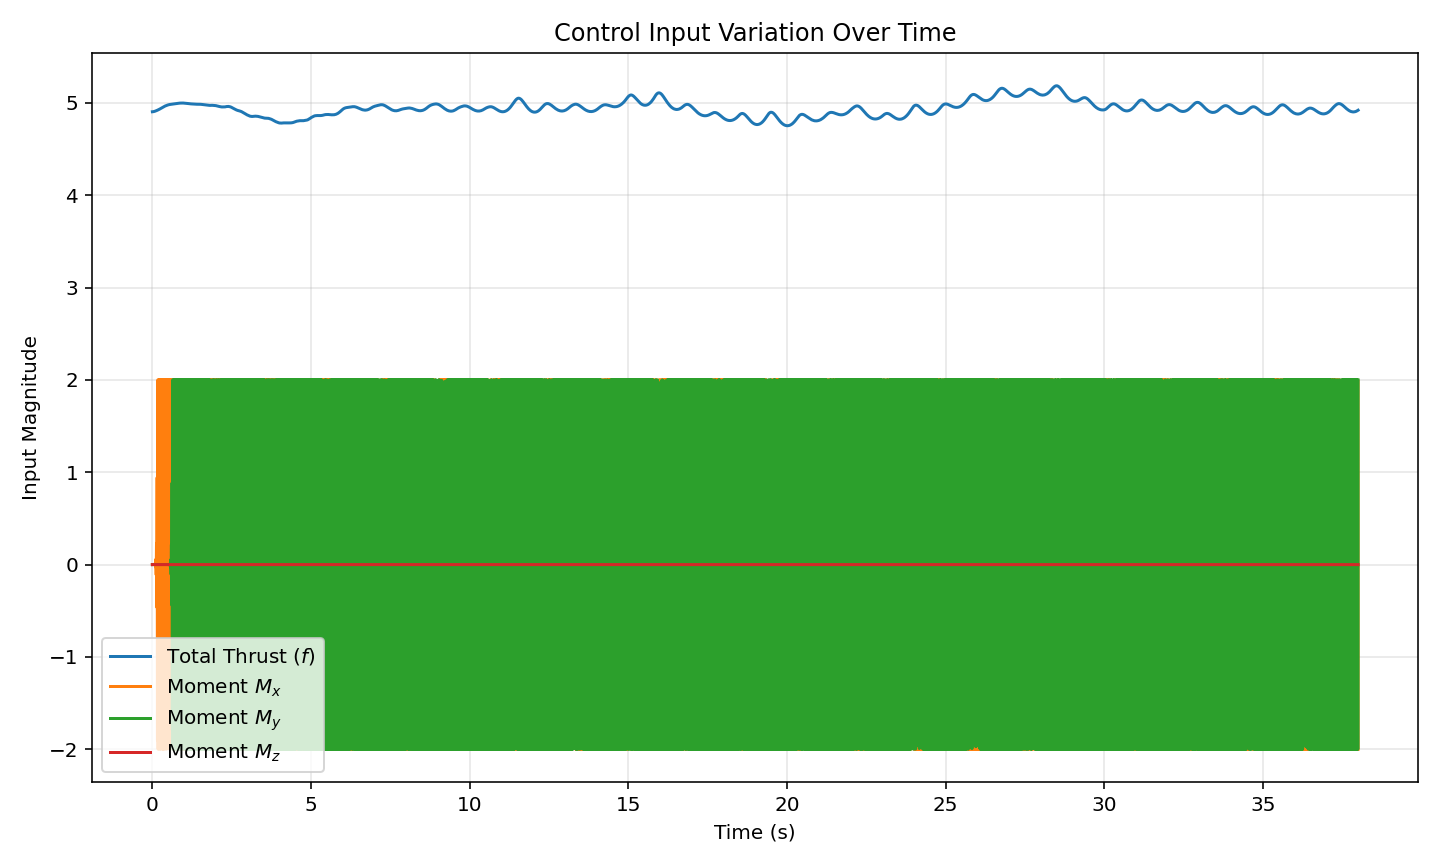 Control Input Variation Over Time
Input Magnitude
5
4
3
2
1
0
−1
−2
Total Thrust (f)
Moment Mx
Moment My
Moment Mz
0 5 10 15 20 25 30 35
Time (s)